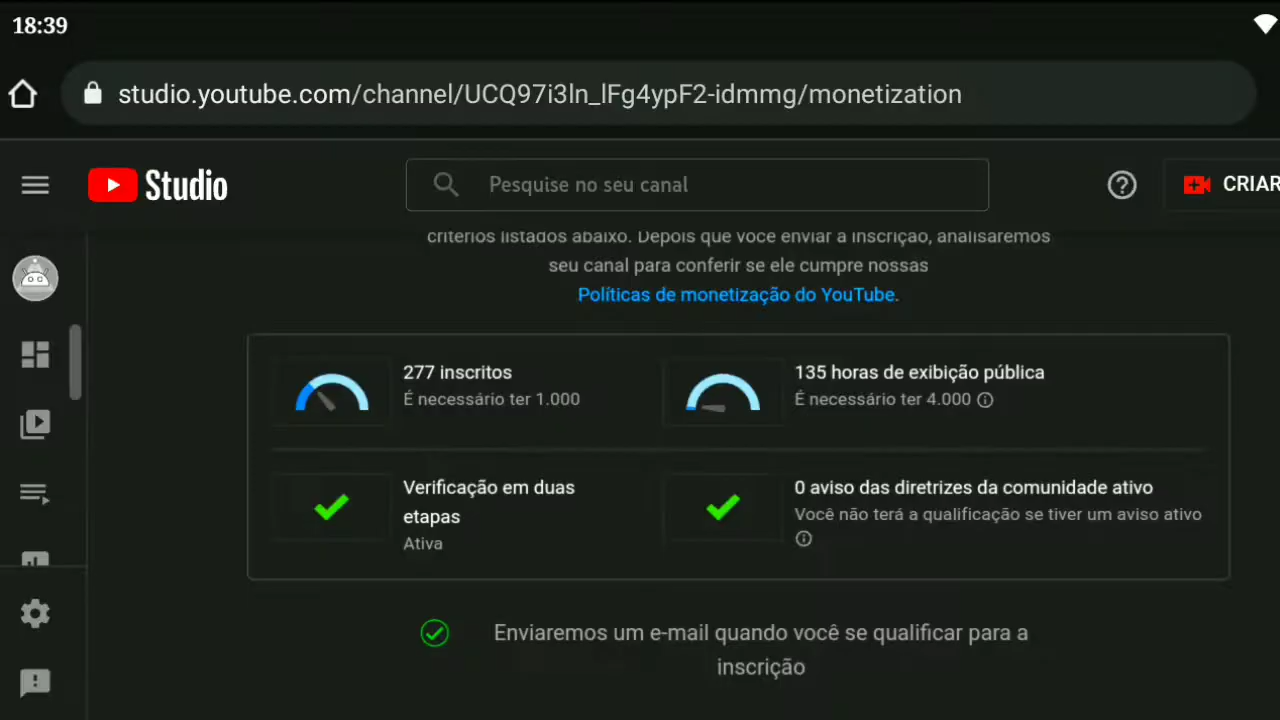 18:39
studio.youtube.com/channel/UCQ97i3ln_lFg4ypF2-idmmg/monetization
Studio
Pesquise no seu canal
CRIAR
critérios listados abaixo. Depois que você enviar a inscrição, analisaremos
seu canal para conferir se ele cumpre nossas
Políticas de monetização do YouTube.
277 inscritos
É necessário ter 1.000
135 horas de exibição pública
É necessário ter 4.000
Verificação em duas
etapas
Ativa
0 aviso das diretrizes da comunidade ativo
Você não terá a qualificação se tiver um aviso ativo
Enviaremos um e-mail quando você se qualificar para a
inscrição